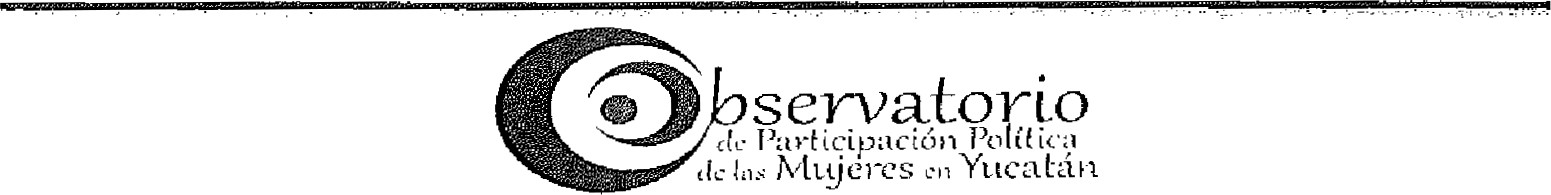 Observatorio
de Participación Política
de las Mujeres en Yucatán